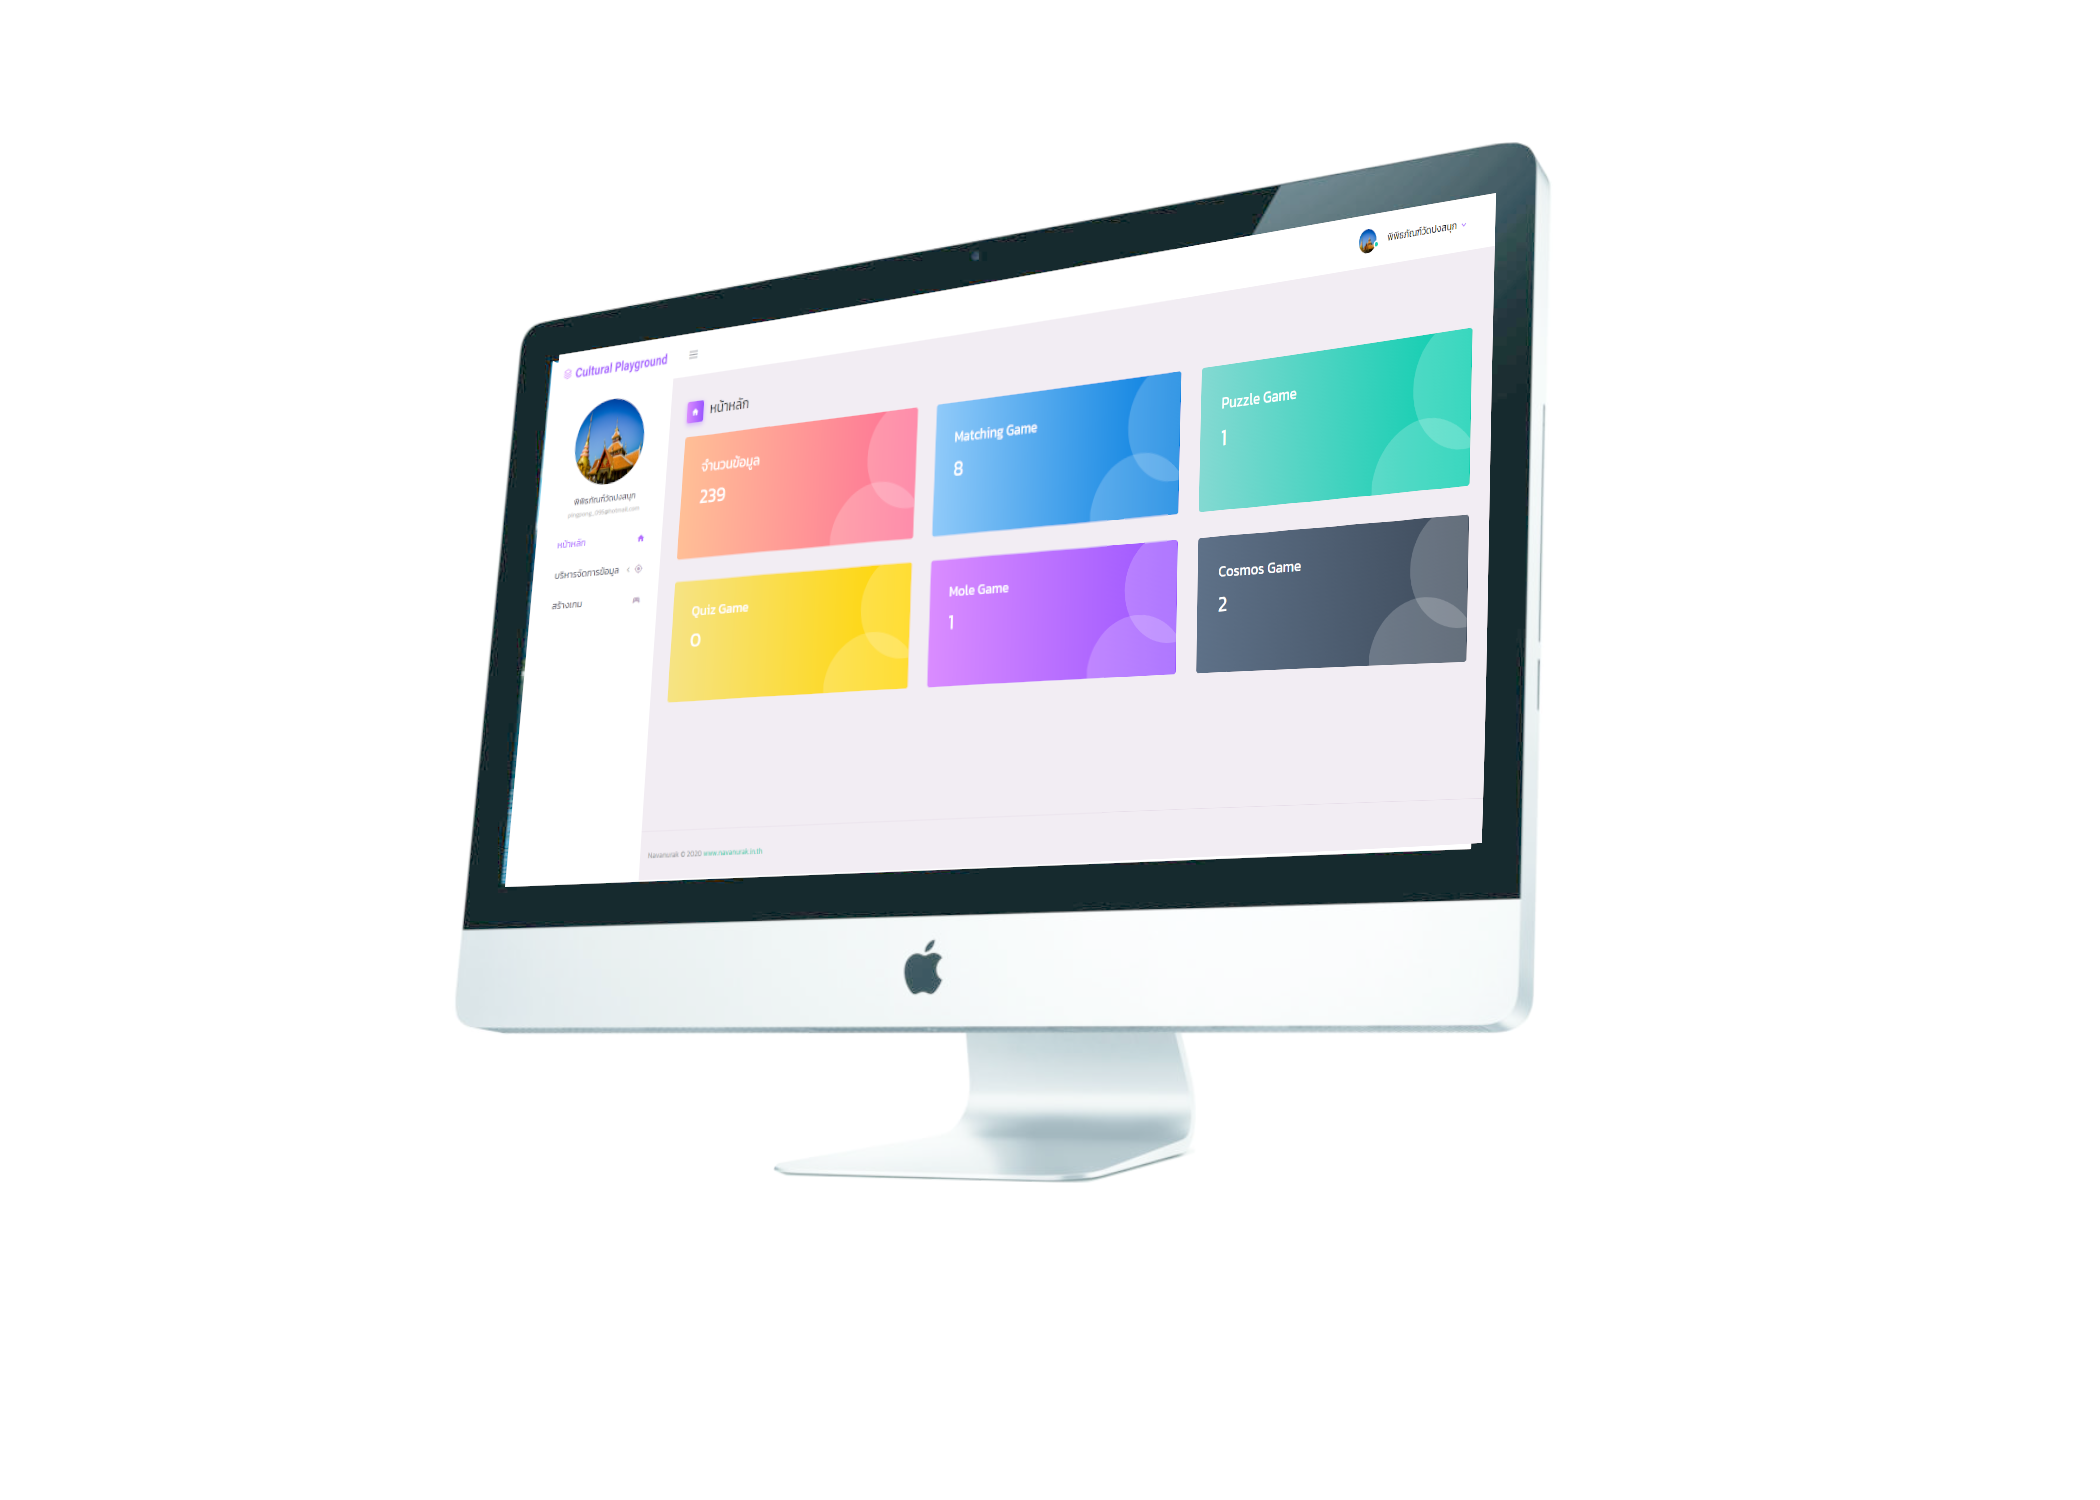 Cultural Playground
พิพิธภัณฑ์วัดปงสนุก
พิพิธภัณฑ์วัดปงสนุก
หน้าหลัก
บริหารจัดการข้อมูล
สร้างเกม
หน้าหลัก
จำนวนข้อมูล
239
Matching Game
8
Puzzle Game
1
Quiz Game
0
Mole Game
1
Cosmos Game
2
Navanurak © 2020 www.navanurak.in.th